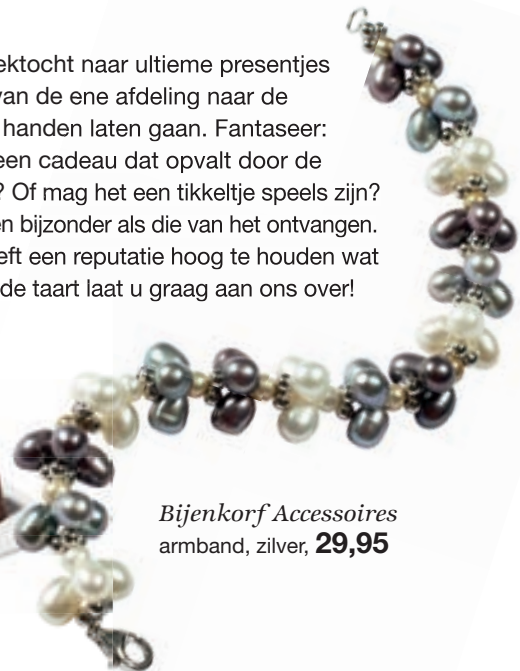 ektocht naar ultieme presentjes
van de ene afdeling naar de
handen laten gaan. Fantaseer:
een cadeau dat opvalt door de
? Of mag het een tikkeltje speels zijn?
en bijzonder als die van het ontvangen.
eft een reputatie hoog te houden wat
de taart laat u graag aan ons over!
Bijenkorf Accessoires
armband, zilver, 29,95